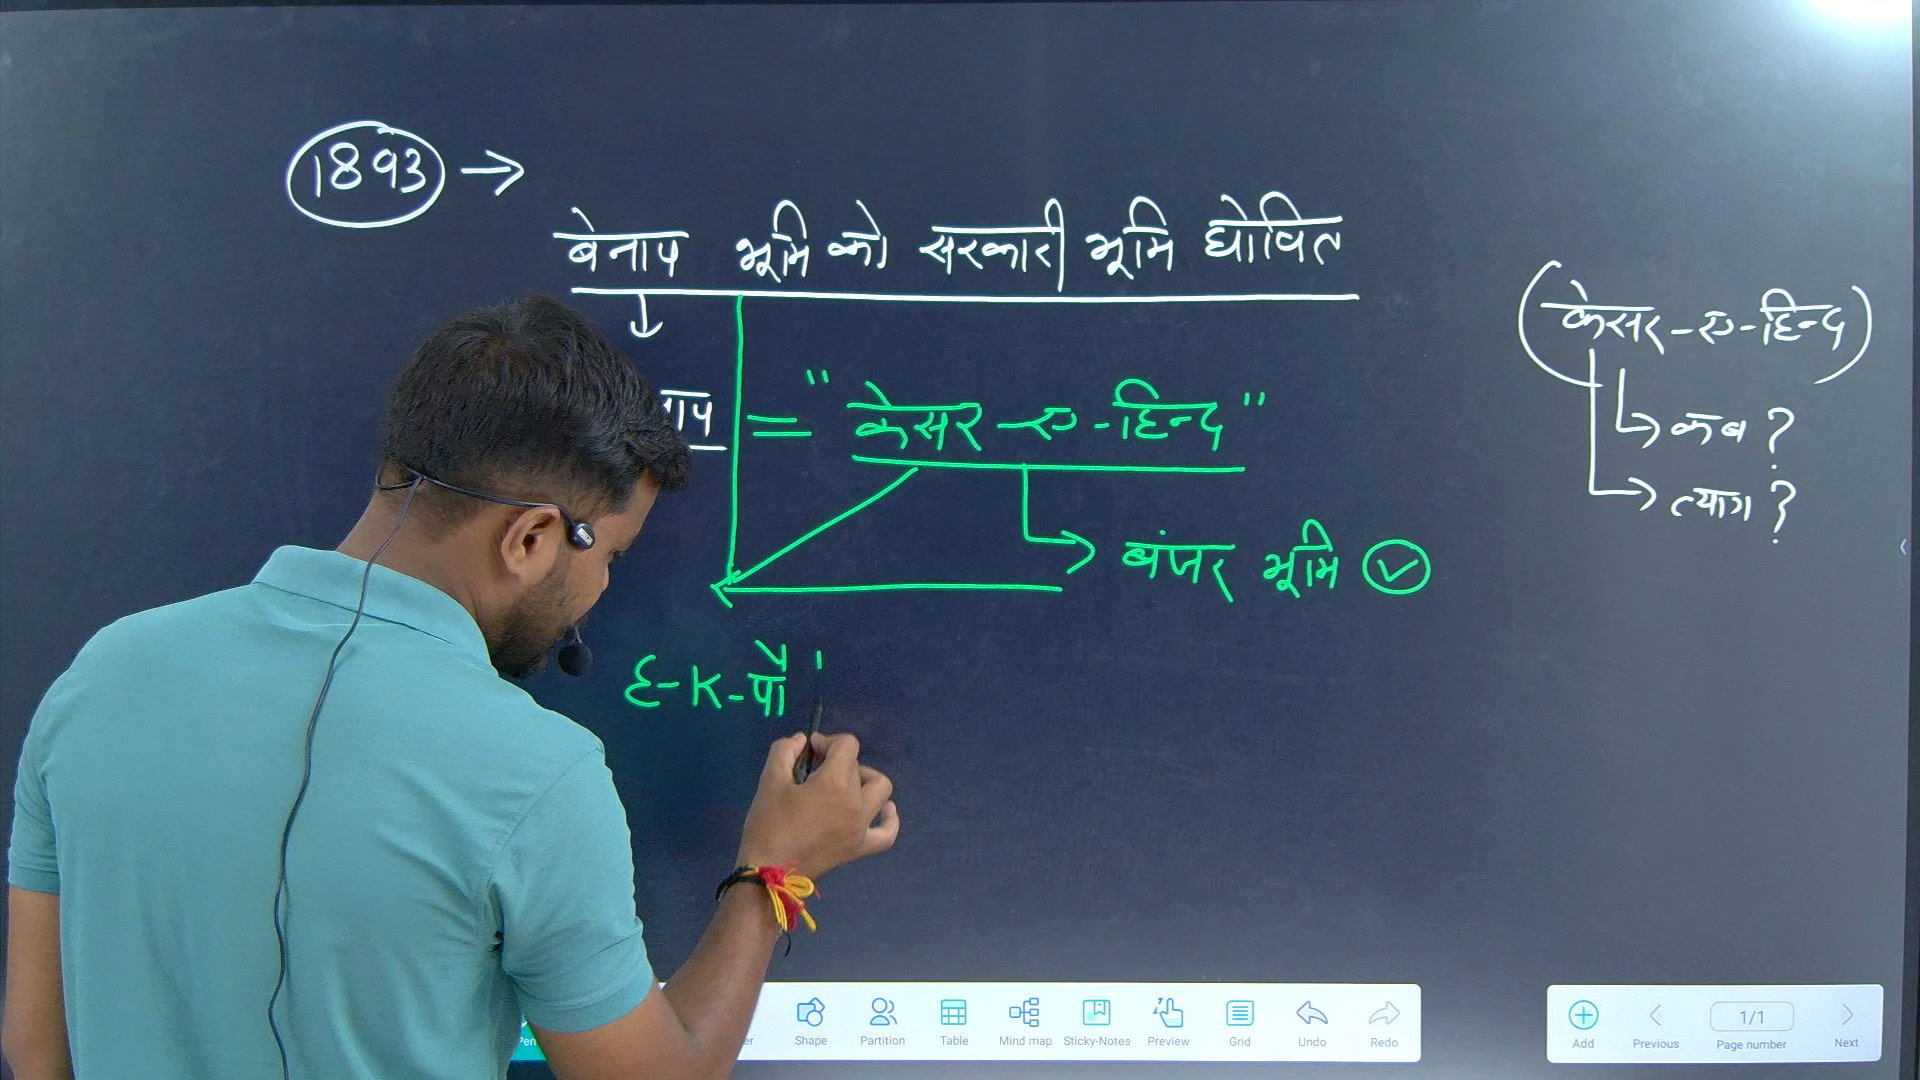 1893 →
बेनाप भूमि को सरकारी भूमि घोषित
नाप = "केसर-ए-हिन्द"
→ बंजर भूमि
ई-K-पौ
(केसर-ए-हिन्द)
→ कब ?
→ त्याग ?
Shape Partition Table Mind map Sticky-Notes Preview Grid Undo Redo
1/1
Add Previous Page number Next